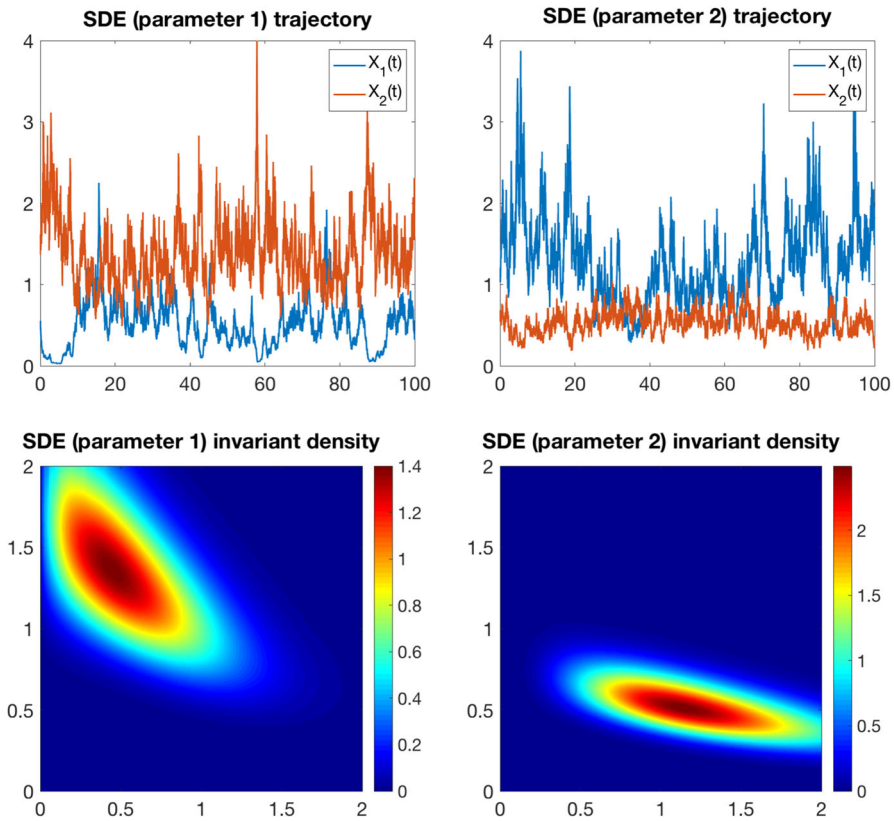 SDE (parameter 1) trajectory
4
3
2
1
0
0 20 40 60 80 100
X_1(t)
X_2(t)
SDE (parameter 2) trajectory
4
3
2
1
0
0 20 40 60 80 100
X_1(t)
X_2(t)
SDE (parameter 1) invariant density
2
1.5
1
0.5
0
0 0.5 1 1.5 2
1.4
1.2
1
0.8
0.6
0.4
0.2
0
SDE (parameter 2) invariant density
2
1.5
1
0.5
0
0 0.5 1 1.5 2
2
1.5
1
0.5
0